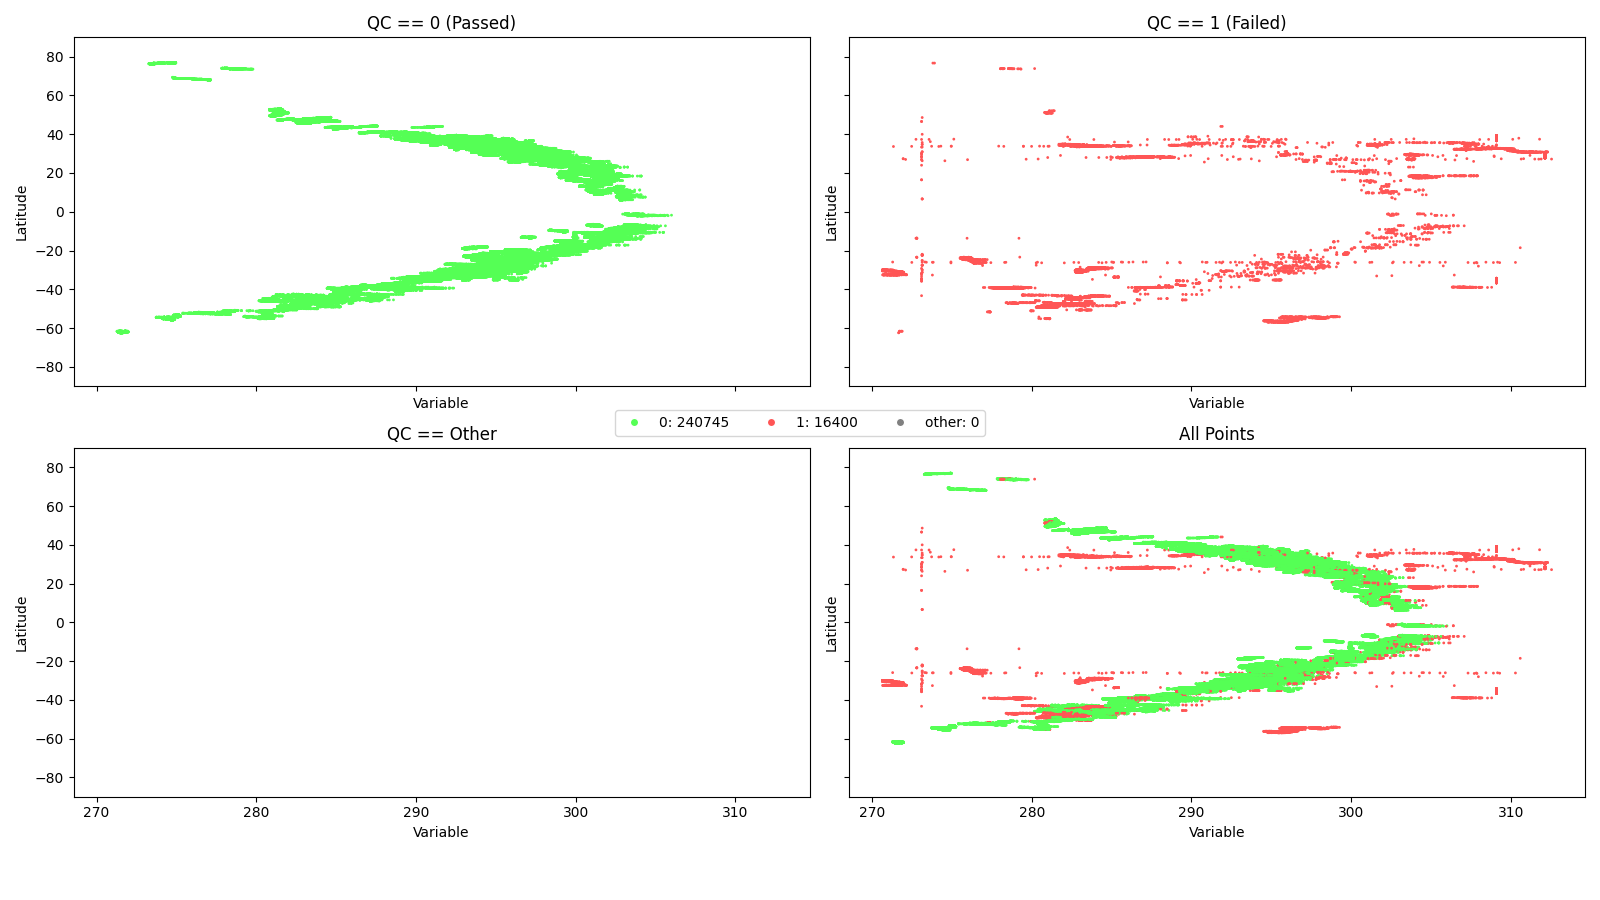 QC == 0 (Passed)
QC == 1 (Failed)
80
60
40
20
0
−20
−40
−60
−80
Latitude
Latitude
Variable
Variable
0: 240745
1: 16400
other: 0
QC == Other
All Points
80
60
40
20
0
−20
−40
−60
−80
Latitude
Latitude
270
280
290
300
310
270
280
290
300
310
Variable
Variable